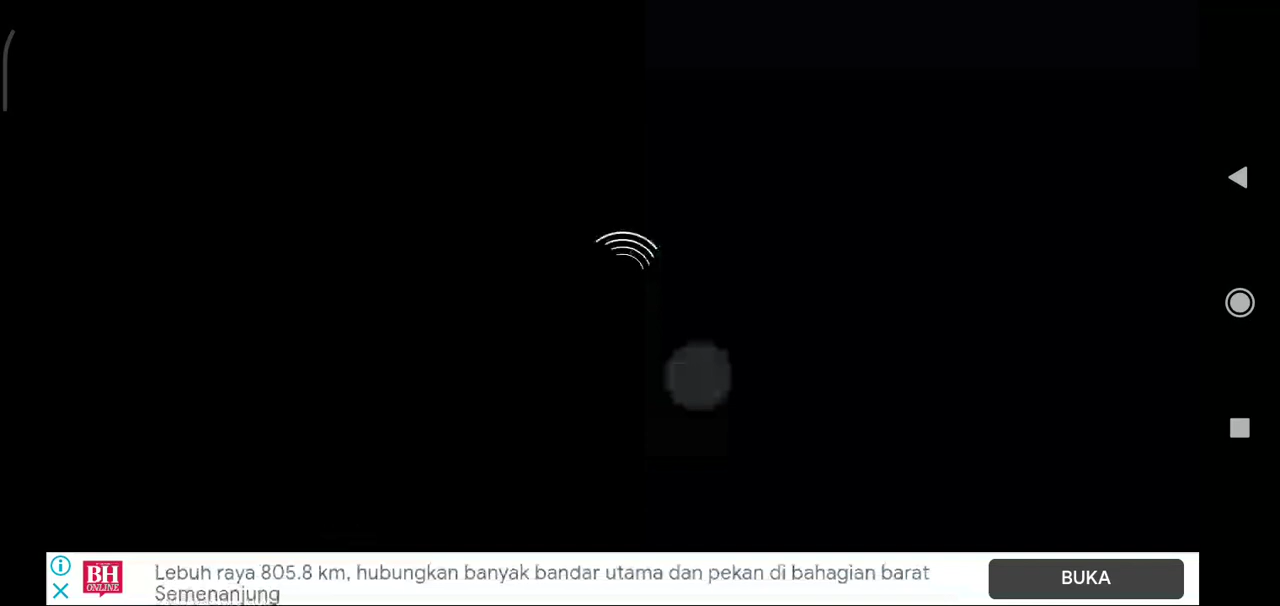 BH
ONLINE
Lebuh raya 805.8 km, hubungkan banyak bandar utama dan pekan di bahagian barat
Semenanjung
BUKA